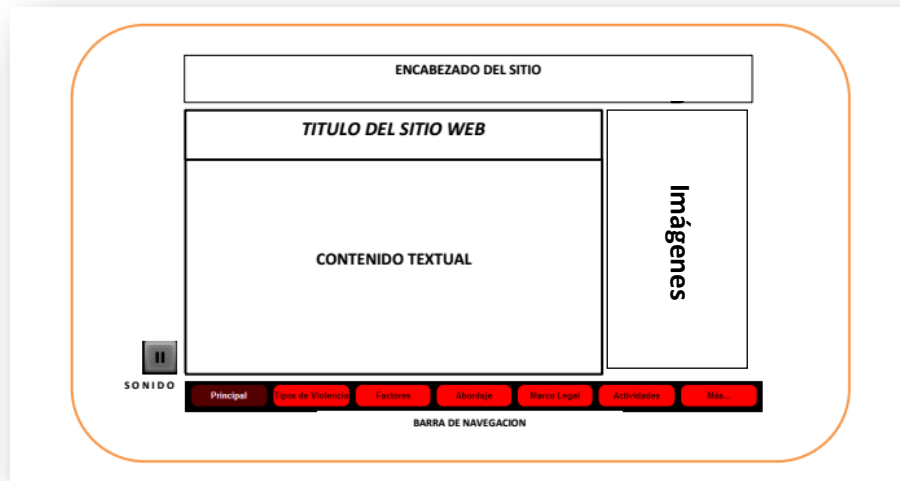 ENCABEZADO DEL SITIO
TITULO DEL SITIO WEB
Imágenes
CONTENIDO TEXTUAL
SONIDO
Principal Tipos de Violencia Factores Abordaje Marco Legal Actividades Más...
BARRA DE NAVEGACION